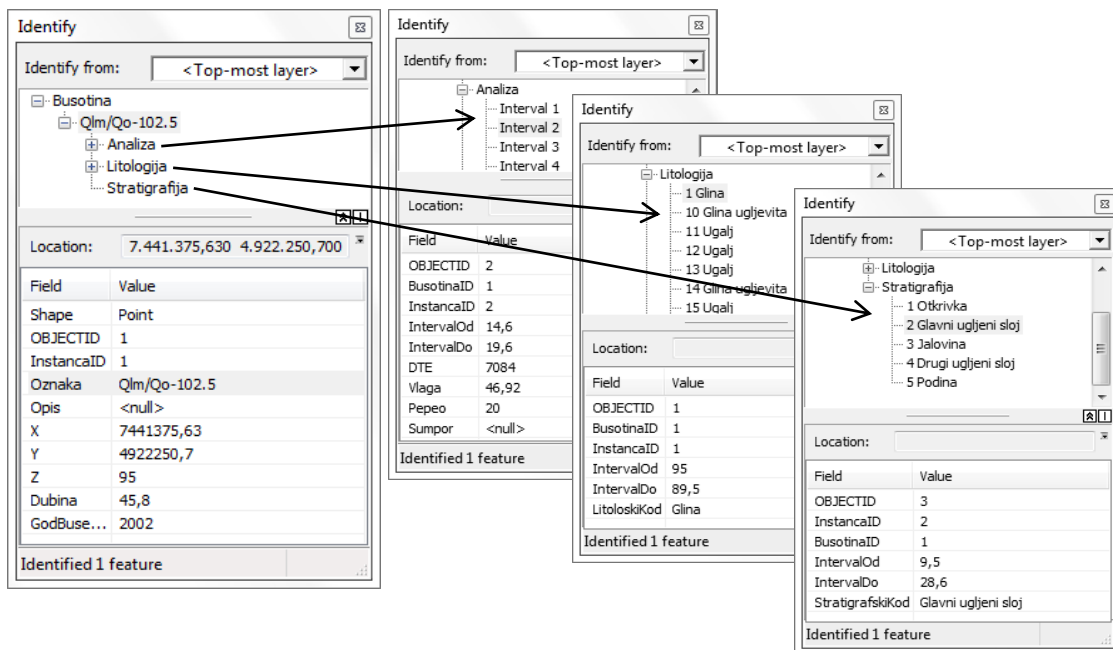 Identify
Identify from: <Top-most layer>
Busotina
Qlm/Qo-102.5
Analiza
Litologija
Stratigrafija
Location: 7.441.375,630 4.922.250,700
Field Value
Shape Point
OBJECTID 1
InstancaID 1
Oznaka Qlm/Qo-102.5
Opis <null>
X 7441375,63
Y 4922250,7
Z 95
Dubina 45,8
GodBuse... 2002
Identified 1 feature
Identify
Identify from: <Top-most layer>
Analiza
Interval 1
Interval 2
Interval 3
Interval 4
Location:
Field Value
OBJECTID 2
BusotinaID 1
InstancaID 2
IntervalOd 14,6
IntervalDo 19,6
DTE 7084
Vlaga 46,92
Pepeo 20
Sumpor <null>
Identified 1 feature
Identify
Identify from: <Top-most layer>
Litologija
1 Glina
10 Glina ugljevita
11 Ugalj
12 Ugalj
13 Ugalj
14 Glina ugljevita
15 Ugalj
Location:
Field Value
OBJECTID 1
BusotinaID 1
InstancaID 1
IntervalOd 95
IntervalDo 89,5
LitoloskiKod Glina
Identified 1 feature
Identify
Identify from: <Top-most layer>
Litologija
Stratigrafija
1 Otkrivka
2 Glavni ugljeni sloj
3 Jalovina
4 Drugi ugljeni sloj
5 Podina
Location:
Field Value
OBJECTID 3
InstancaID 2
BusotinaID 1
IntervalOd 9,5
IntervalDo 28,6
StratigrafskiKod Glavni ugljeni sloj
Identified 1 feature